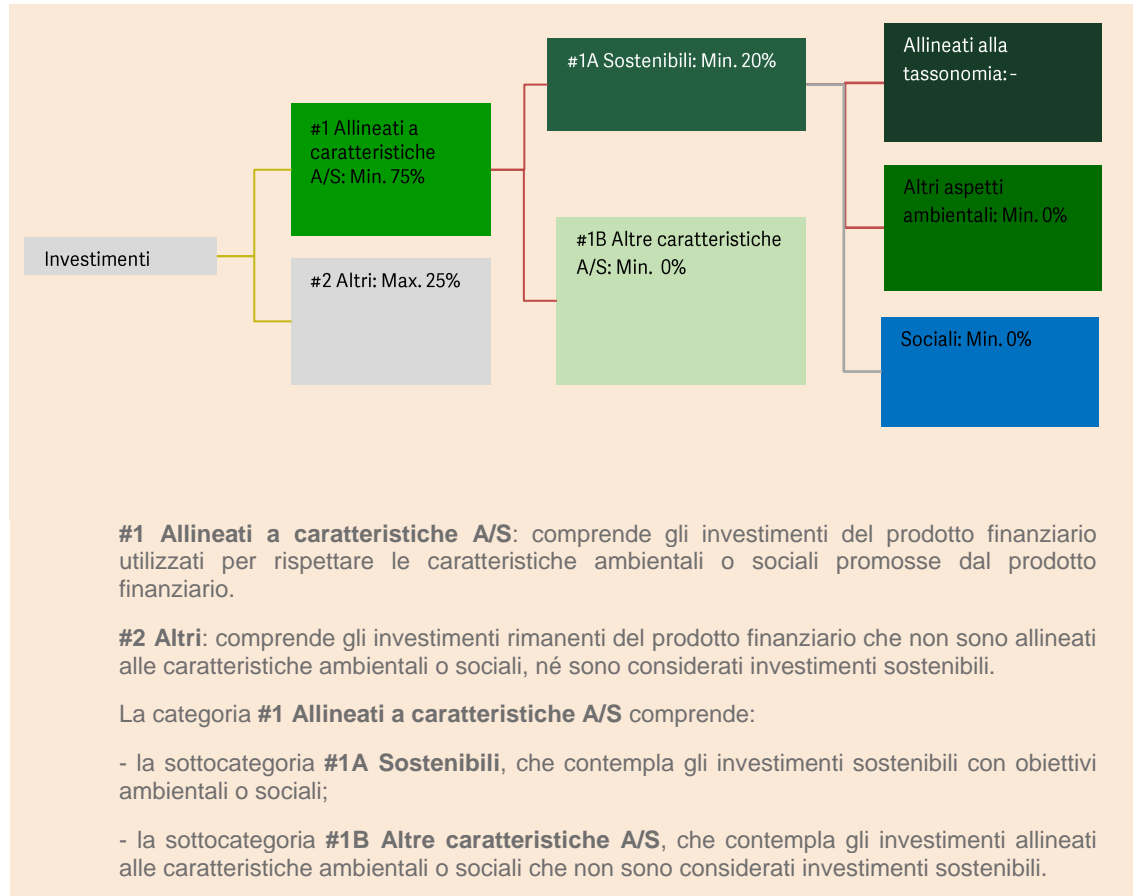 Investimenti
#1 Allineati a
caratteristiche
A/S: Min. 75%
#2 Altri: Max. 25%
#1A Sostenibili: Min. 20%
#1B Altre caratteristiche
A/S: Min. 0%
Allineati alla
tassonomia:-
Altri aspetti
ambientali: Min. 0%
Sociali: Min. 0%
#1 Allineati a caratteristiche A/S: comprende gli investimenti del prodotto finanziario
utilizzati per rispettare le caratteristiche ambientali o sociali promosse dal prodotto
finanziario.
#2 Altri: comprende gli investimenti rimanenti del prodotto finanziario che non sono allineati
alle caratteristiche ambientali o sociali, né sono considerati investimenti sostenibili.
La categoria #1 Allineati a caratteristiche A/S comprende:
- la sottocategoria #1A Sostenibili, che contempla gli investimenti sostenibili con obiettivi
ambientali o sociali;
- la sottocategoria #1B Altre caratteristiche A/S, che contempla gli investimenti allineati
alle caratteristiche ambientali o sociali che non sono considerati investimenti sostenibili.